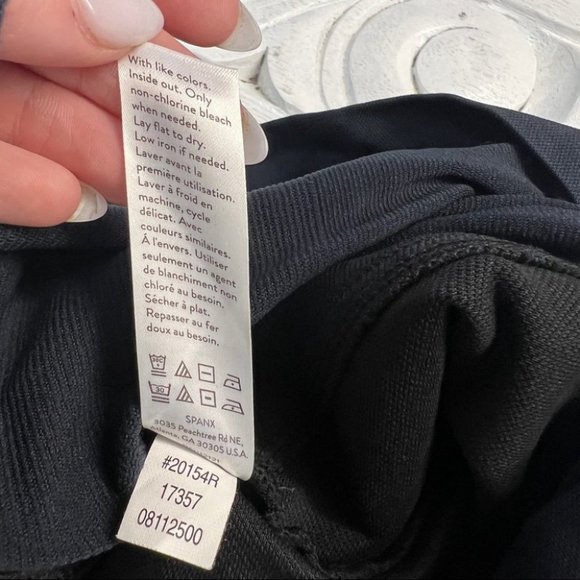 With like colors.
Inside out. Only
non-chlorine bleach
when needed.
Lay flat to dry.
Low iron if needed.
Laver avant la
première utilisation.
Laver à froid en
machine, cycle
délicat. Avec
couleurs similaires.
À l'envers. Utiliser
seulement un agent
de blanchiment non
chloré au besoin.
Sécher à plat.
Repasser au fer
doux au besoin.
30
SPANX
3035 Peachtree Rd NE,
Atlanta, GA 30305 U.S.A.
#20154R
17357
08112500